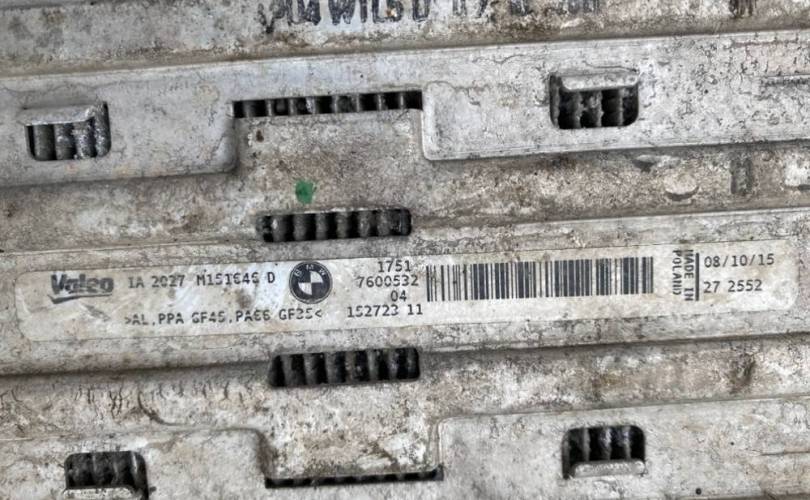 Valeo 1A 2027 M151646 D
BMW
1751
7600532
04
152723 11
>AL,PPA GF45,PA66 GF35<
MADE IN
POLAND
08/10/15
27 2552